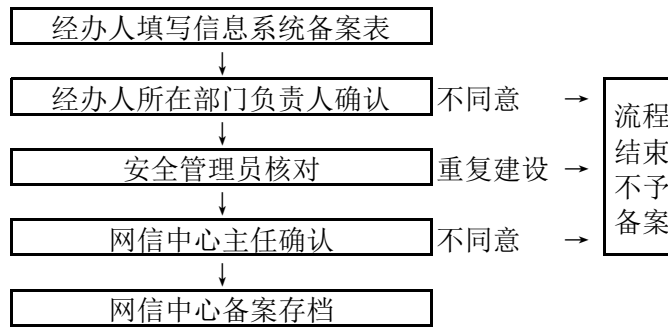 经办人填写信息系统备案表
↓
经办人所在部门负责人确认 不同意 →
↓
安全管理员核对 重复建设 →
↓
网信中心主任确认 不同意 →
↓
网信中心备案存档
流程
结束
不予
备案